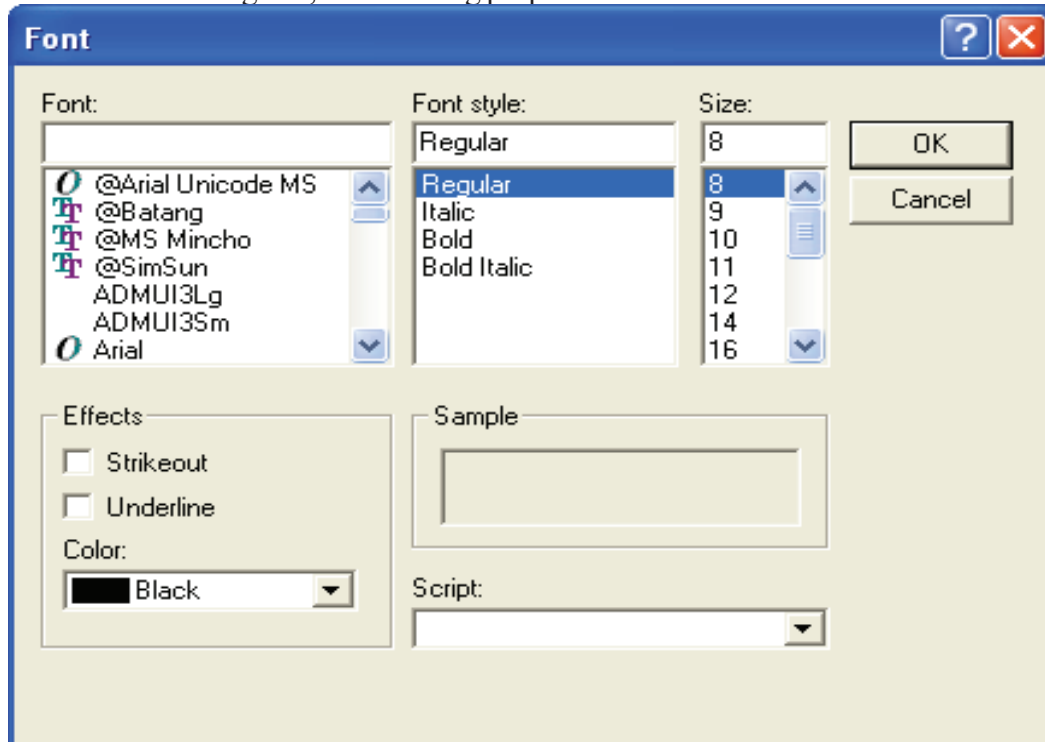 Font
Font:
Font style:
Size:
Regular
8
OK
@Arial Unicode MS
@Batang
@MS Mincho
@SimSun
ADMUI3Lg
ADMUI3Sm
Arial
Regular
Italic
Bold
Bold Italic
8
9
10
11
12
14
16
Cancel
Effects
Strikeout
Underline
Color:
Black
Sample
Script: